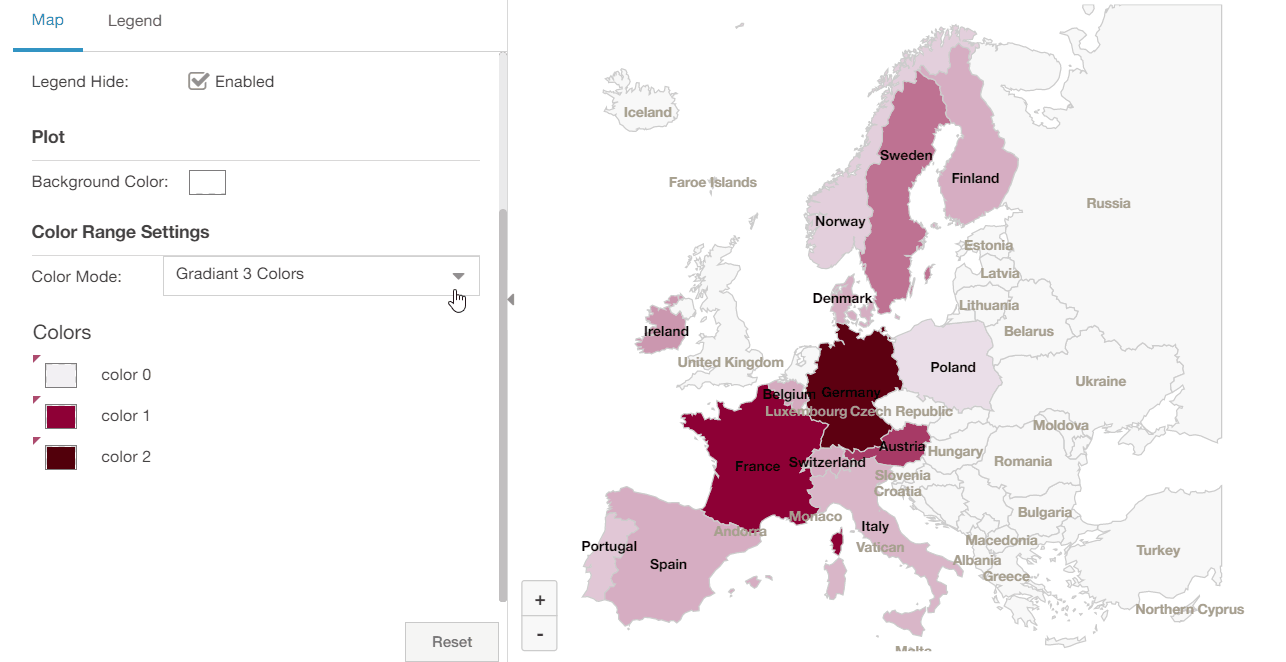 Map Legend
Legend Hide: Enabled
Plot
Background Color:
Color Range Settings
Color Mode: Gradiant 3 Colors
Colors
color 0
color 1
color 2
Reset
+
-
Iceland
Faroe Islands
Sweden
Finland
Norway
Russia
Estonia
Latvia
Denmark
Lithuania
Ireland
Belarus
United Kingdom
Poland
Ukraine
Belgium
Germany
Luxembourg
Czech Republic
Moldova
Austria
Hungary
France
Switzerland
Romania
Slovenia
Croatia
Monaco
Bulgaria
Andorra
Italy
Macedonia
Portugal
Vatican
Turkey
Spain
Albania
Greece
Northern Cyprus
Malta